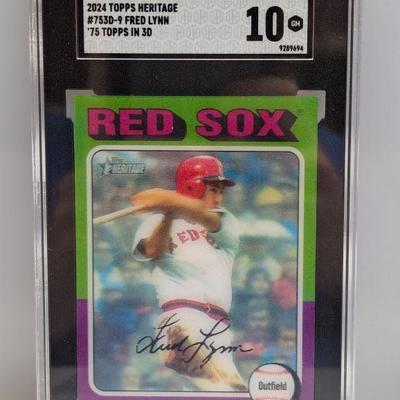 2024 TOPPS HERITAGE
#753D-9 FRED LYNN
'75 TOPPS IN 3D
10 GM
9289694
RED SOX
Topps
HERITAGE
RED S
Fred Lynn
Outfield